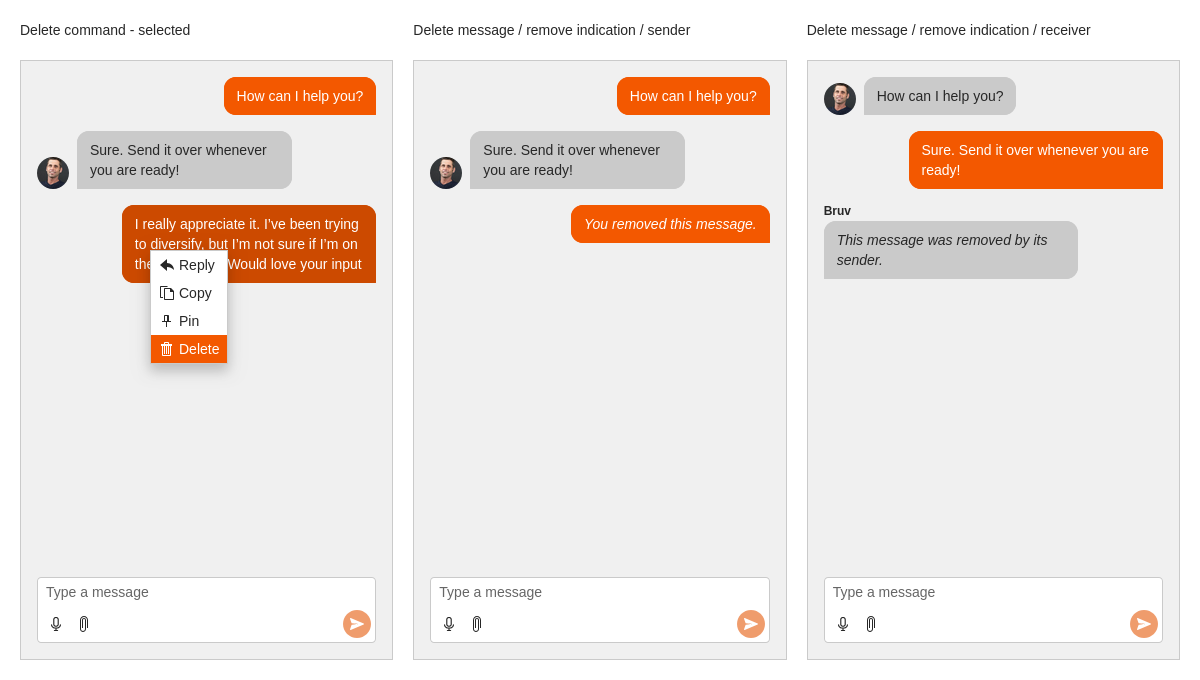 Delete command - selected
How can I help you?
Sure. Send it over whenever
you are ready!
I really appreciate it. I've been trying
to diversify, but I'm not sure if I'm on
the Would love your input
Reply
Copy
Pin
Delete
Type a message
Delete message / remove indication / sender
How can I help you?
Sure. Send it over whenever
you are ready!
You removed this message.
Type a message
Delete message / remove indication / receiver
How can I help you?
Sure. Send it over whenever you are
ready!
Bruv
This message was removed by its
sender.
Type a message